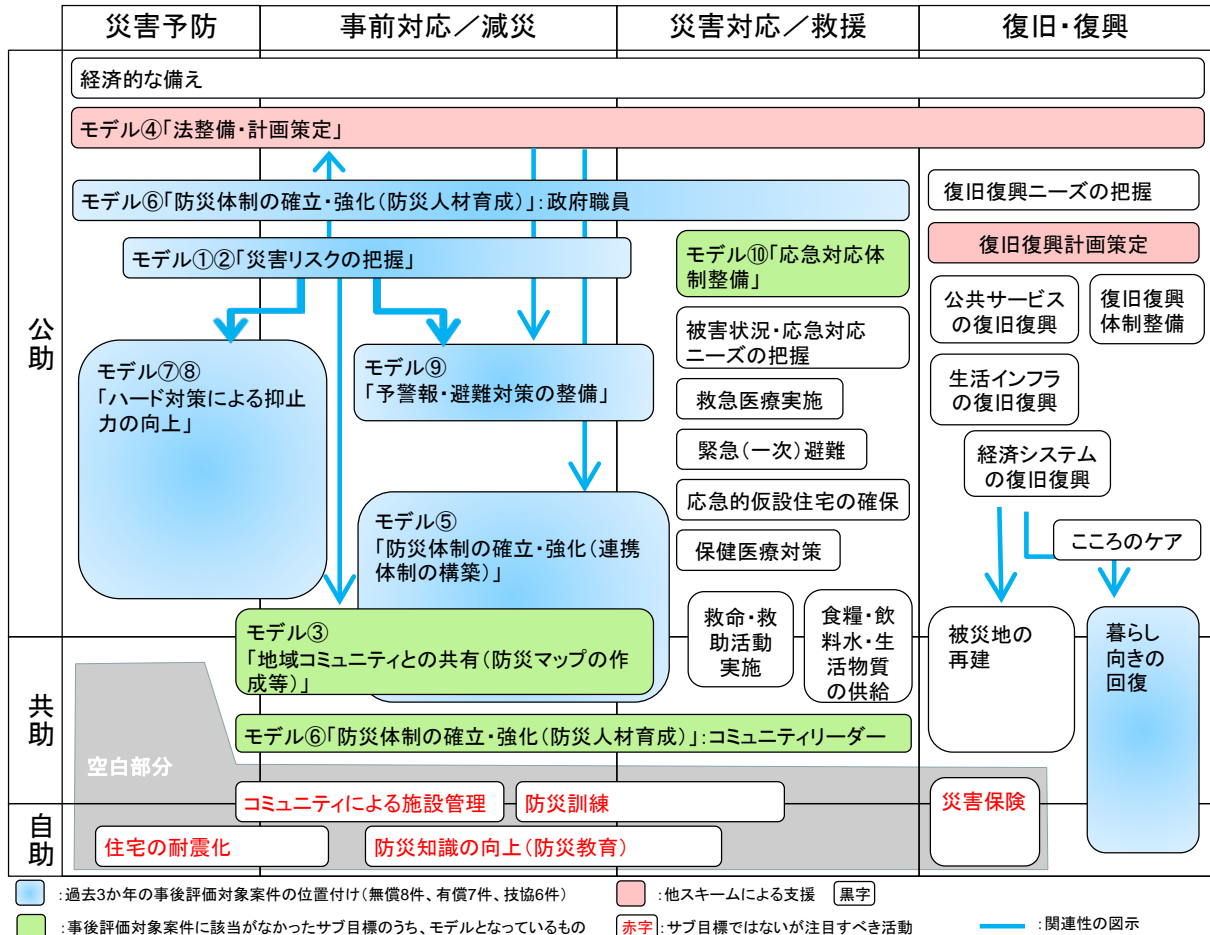 災害予防
事前対応／減災
災害対応／救援
復旧・復興
公助
共助
自助
経済的な備え
モデル④「法整備・計画策定」
モデル⑥「防災体制の確立・強化（防災人材育成）」：政府職員
モデル①②「災害リスクの把握」
モデル⑦⑧
「ハード対策による抑止
力の向上」
モデル⑨
「予警報・避難対策の整備」
モデル⑤
「防災体制の確立・強化（連携
体制の構築）」
モデル③
「地域コミュニティとの共有（防災マップの作
成等）」
モデル⑥「防災体制の確立・強化（防災人材育成）」：コミュニティリーダー
モデル⑩「応急対応体
制整備」
被害状況・応急対応
ニーズの把握
救急医療実施
緊急（一次）避難
応急的仮設住宅の確保
保健医療対策
救命・救
助活動
実施
食糧・飲
料水・生
活物質
の供給
復旧復興ニーズの把握
復旧復興計画策定
公共サービス
の復旧復興
復旧復興
体制整備
生活インフラ
の復旧復興
経済システム
の復旧復興
こころのケア
被災地の
再建
暮らし
向きの
回復
空白部分
コミュニティによる施設管理
防災訓練
災害保険
住宅の耐震化
防災知識の向上（防災教育）
：過去3か年の事後評価対象案件の位置付け（無償8件、有償7件、技協6件）
：他スキームによる支援
黒字
：事後評価対象案件に該当がなかったサブ目標のうち、モデルとなっているもの
赤字：サブ目標ではないが注目すべき活動
：関連性の図示